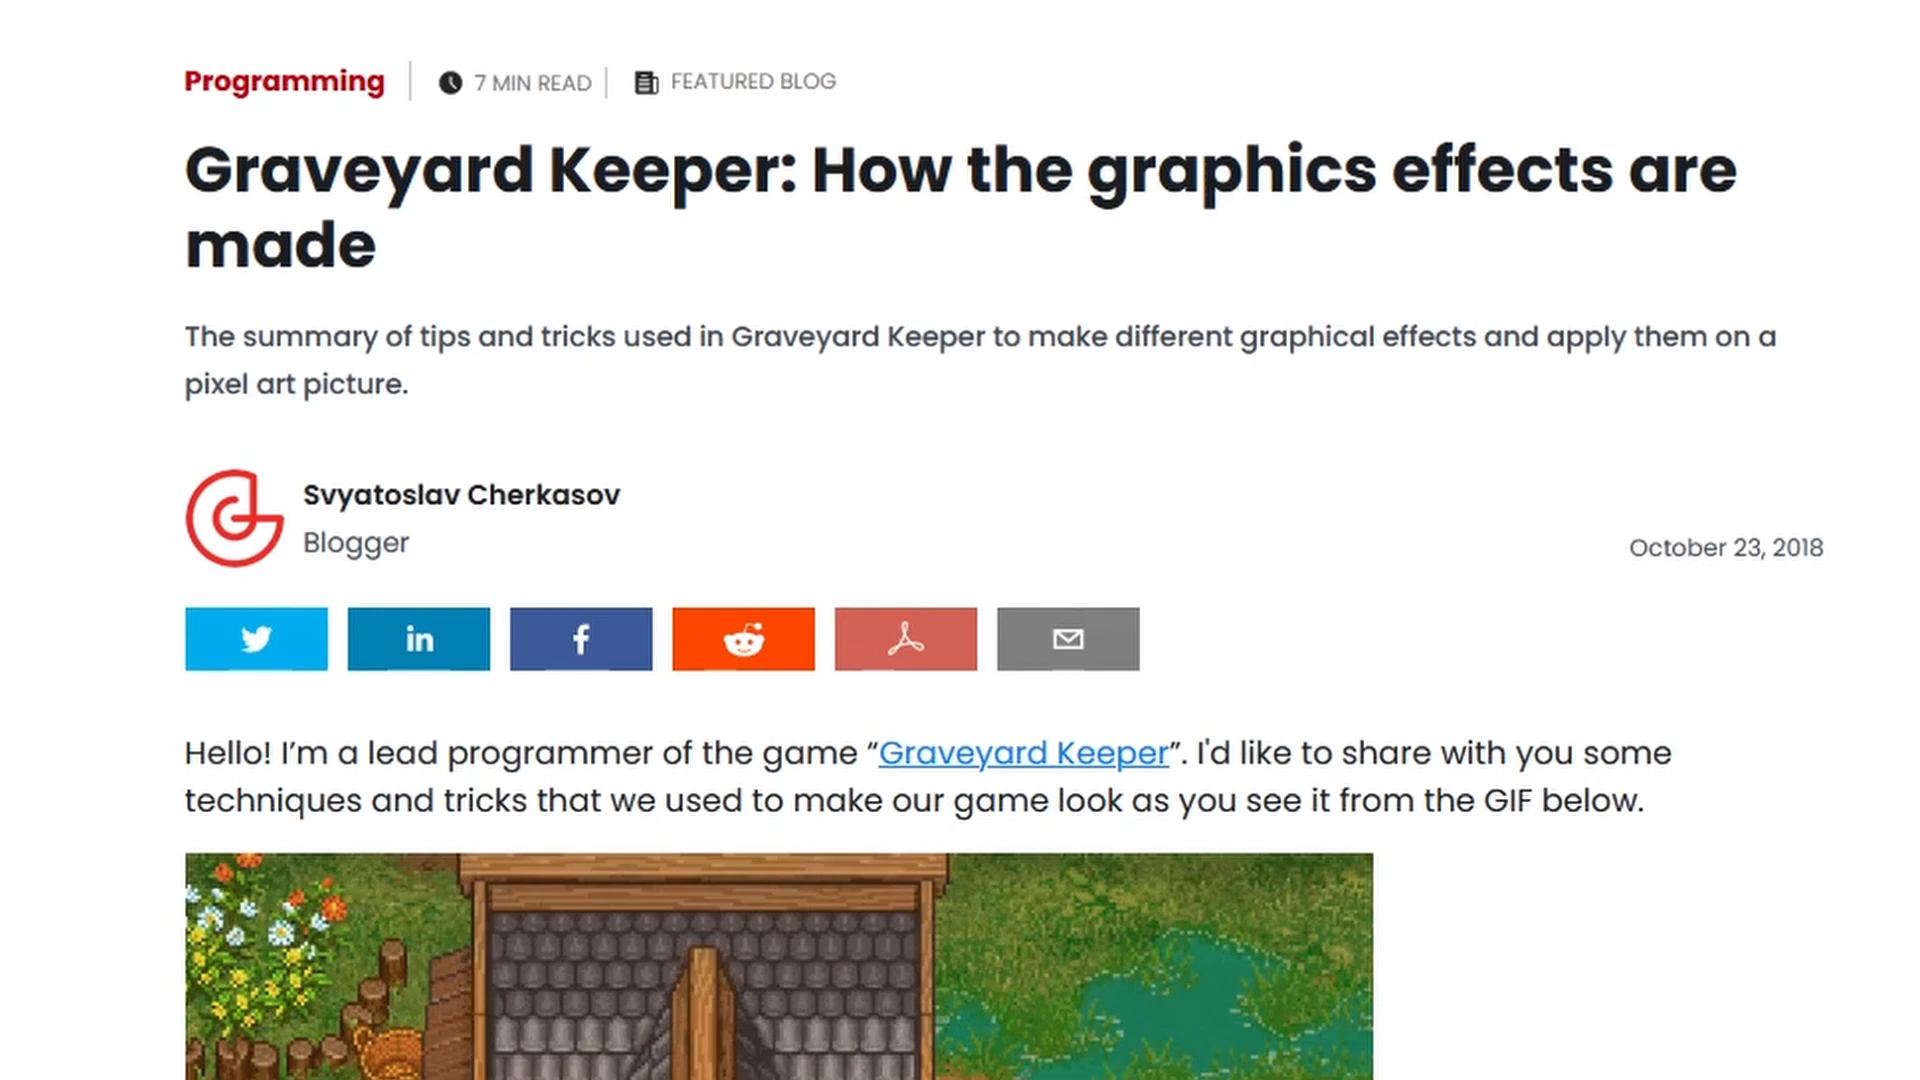 Programming
7 MIN READ
FEATURED BLOG
Graveyard Keeper: How the graphics effects are
made
The summary of tips and tricks used in Graveyard Keeper to make different graphical effects and apply them on a
pixel art picture.
Svyatoslav Cherkasov
Blogger
October 23, 2018
in
f
Hello! I’m a lead programmer of the game “Graveyard Keeper”. I'd like to share with you some
techniques and tricks that we used to make our game look as you see it from the GIF below.